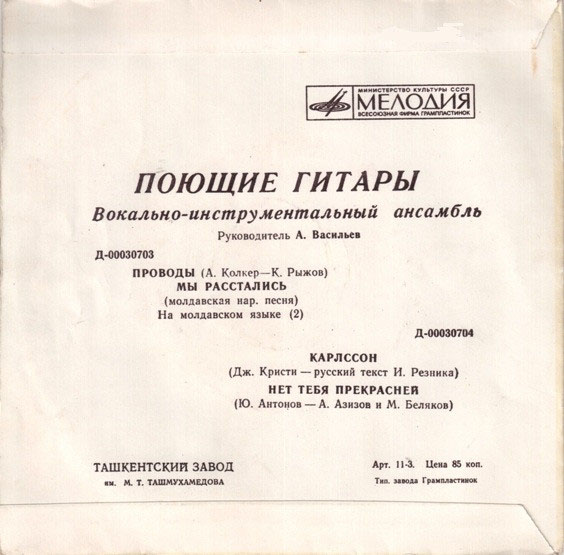 МИНИСТЕРСТВО КУЛЬТУРЫ СССР
МЕЛОДИЯ
ВСЕСОЮЗНАЯ ФИРМА ГРАМПЛАСТИНОК
ПОЮЩИЕ ГИТАРЫ
Вокально-инструментальный ансамбль
Руководитель А. Васильев
Д-00030703
ПРОВОДЫ (А. Колкер—К. Рыжов)
МЫ РАССТАЛИСЬ
(молдавская нар. песня)
На молдавском языке (2)
Д-00030704
КАРЛССОН
(Дж. Кристи — русский текст И. Резника)
НЕТ ТЕБЯ ПРЕКРАСНЕЙ
(Ю. Антонов — А. Азизов и М. Беляков)
ТАШКЕНТСКИЙ ЗАВОД
им. М. Т. ТАШМУХАМЕДОВА
Арт. 11-3. Цена 85 коп.
Тип. завода Грампластинок